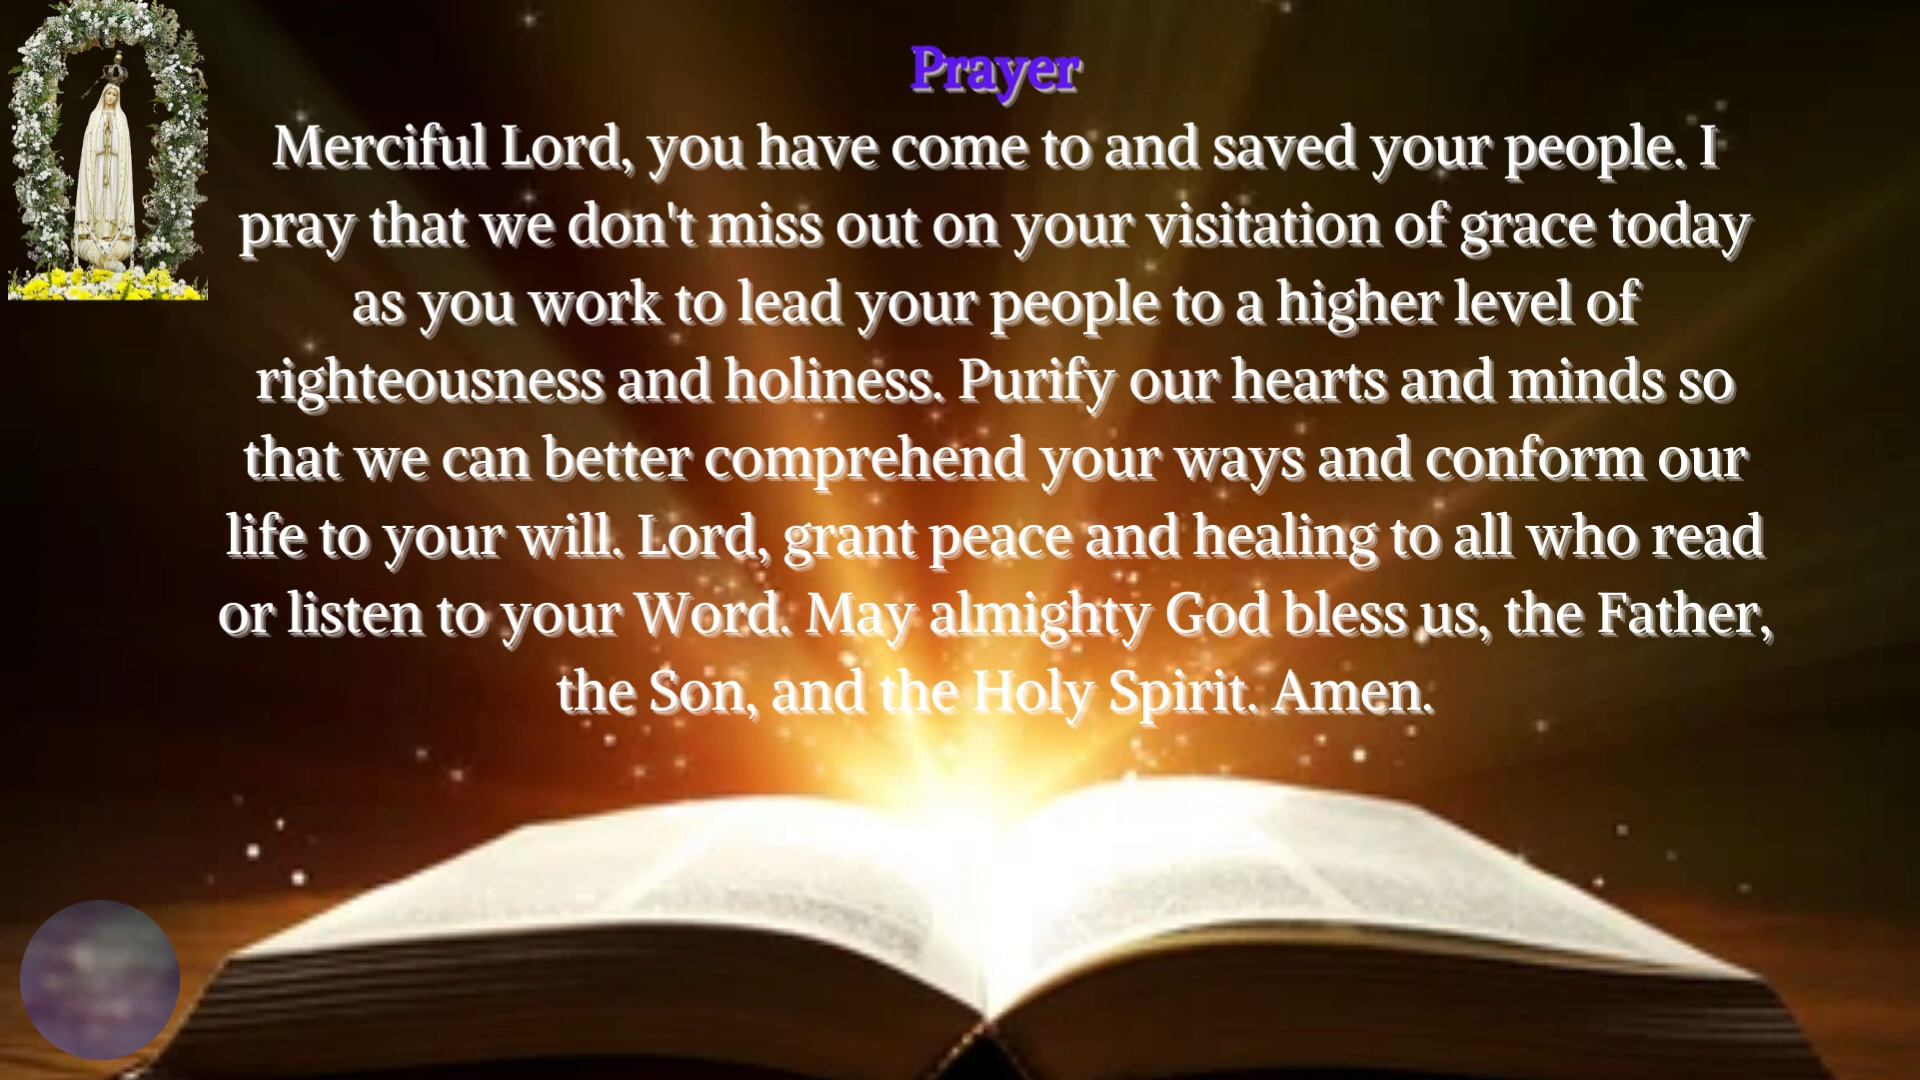 Prayer
Merciful Lord, you have come to and saved your people. I
pray that we don't miss out on your visitation of grace today
as you work to lead your people to a higher level of
righteousness and holiness. Purify our hearts and minds so
that we can better comprehend your ways and conform our
life to your will. Lord, grant peace and healing to all who read
or listen to your Word. May almighty God bless us, the Father,
the Son, and the Holy Spirit. Amen.